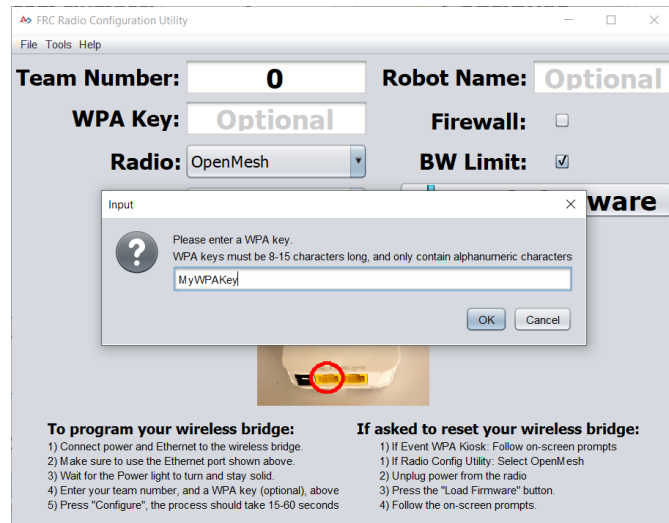 FRC Radio Configuration Utility
File Tools Help
Team Number: 0 Robot Name: Optional
WPA Key: Optional Firewall:
Radio: OpenMesh BW Limit:
ware
Input
Please enter a WPA key.
WPA keys must be 8-15 characters long, and only contain alphanumeric characters
MyWPAKey
OK Cancel
To program your wireless bridge:
1) Connect power and Ethernet to the wireless bridge.
2) Make sure to use the Ethernet port shown above.
3) Wait for the Power light to turn and stay solid.
4) Enter your team number, and a WPA key (optional), above
5) Press "Configure", the process should take 15-60 seconds
If asked to reset your wireless bridge:
1) If Event WPA Kiosk: Follow on-screen prompts
1) If Radio Config Utility: Select OpenMesh
2) Unplug power from the radio
3) Press the "Load Firmware" button.
4) Follow the on-screen prompts.